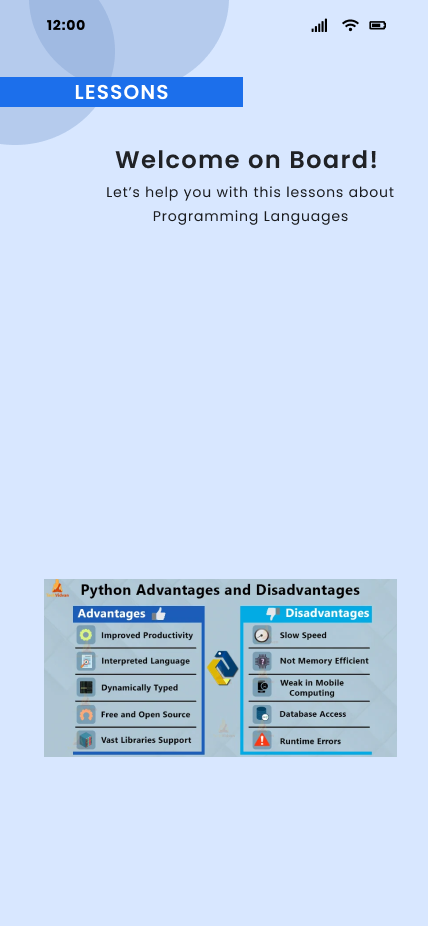 12:00
LESSONS
Welcome on Board!
Let's help you with this lessons about
Programming Languages
Python Advantages and Disadvantages
Advantages
Improved Productivity
Interpreted Language
Dynamically Typed
Free and Open Source
Vast Libraries Support
Disadvantages
Slow Speed
Not Memory Efficient
Weak in Mobile
Computing
Database Access
Runtime Errors